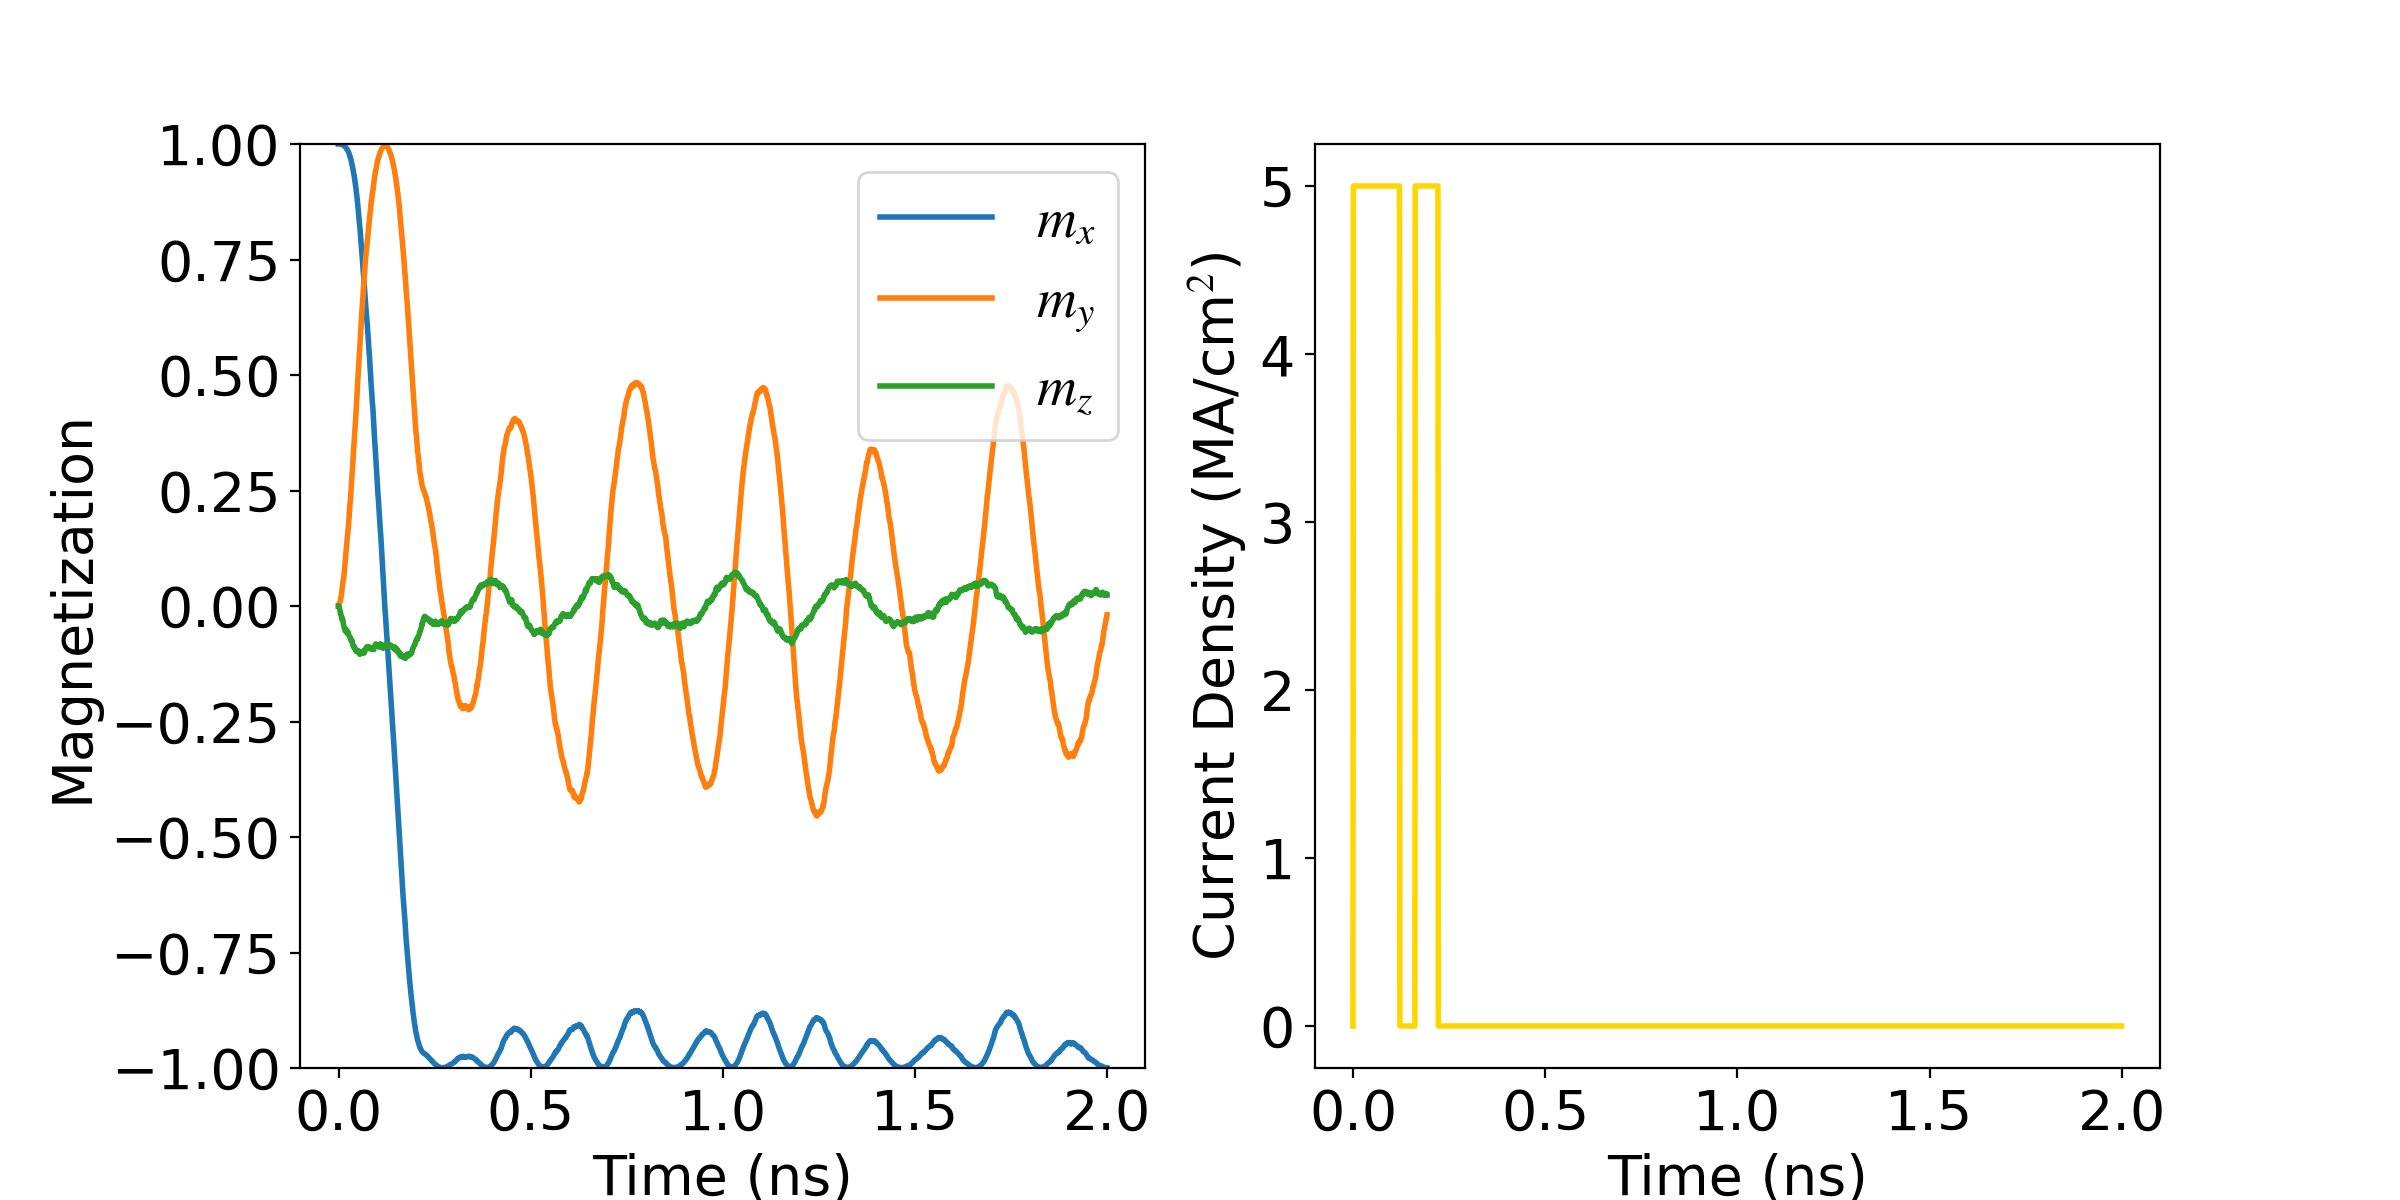 Magnetization
1.00
0.75
0.50
0.25
0.00
−0.25
−0.50
−0.75
−1.00
0.0 0.5 1.0 1.5 2.0
Time (ns)
mₓ
m_y
m_z
Current Density (MA/cm²)
5
4
3
2
1
0
0.0 0.5 1.0 1.5 2.0
Time (ns)